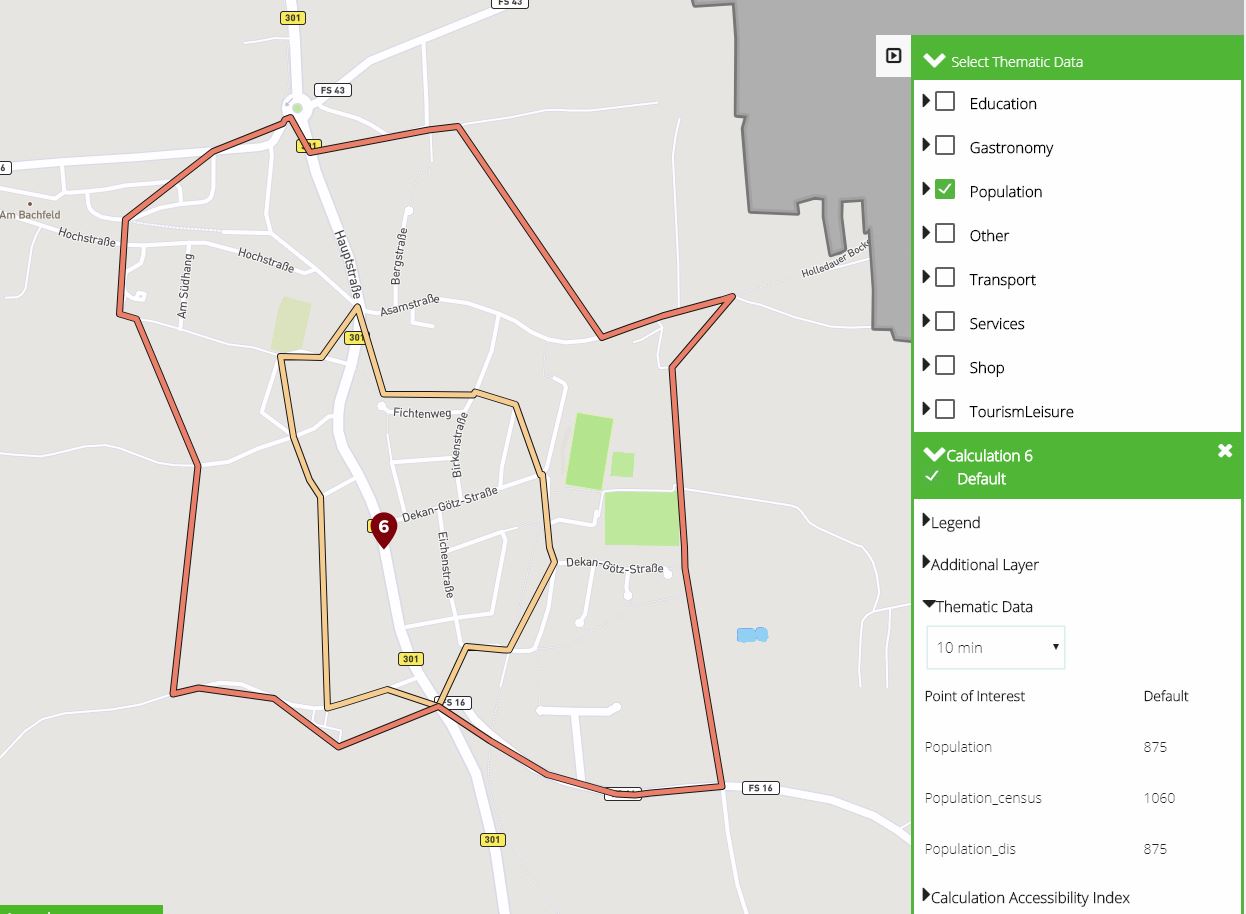 FS 43
301
FS 43
301
6
Am Bachfeld
Hochstraße
Hochstraße
Am Südhang
Hauptstraße
Bergstraße
Asamstraße
301
Fichtenweg
Birkenstraße
Dekan-Götz-Straße
6
Eichenstraße
Dekan-Götz-Straße
301
FS 16
FS 16
301
Select Thematic Data
Education
Gastronomy
Population
Other
Transport
Services
Shop
TourismLeisure
Calculation 6
Default
Legend
Additional Layer
Thematic Data
10 min
Point of Interest Default
Population 875
Population_census 1060
Population_dis 875
Calculation Accessibility Index